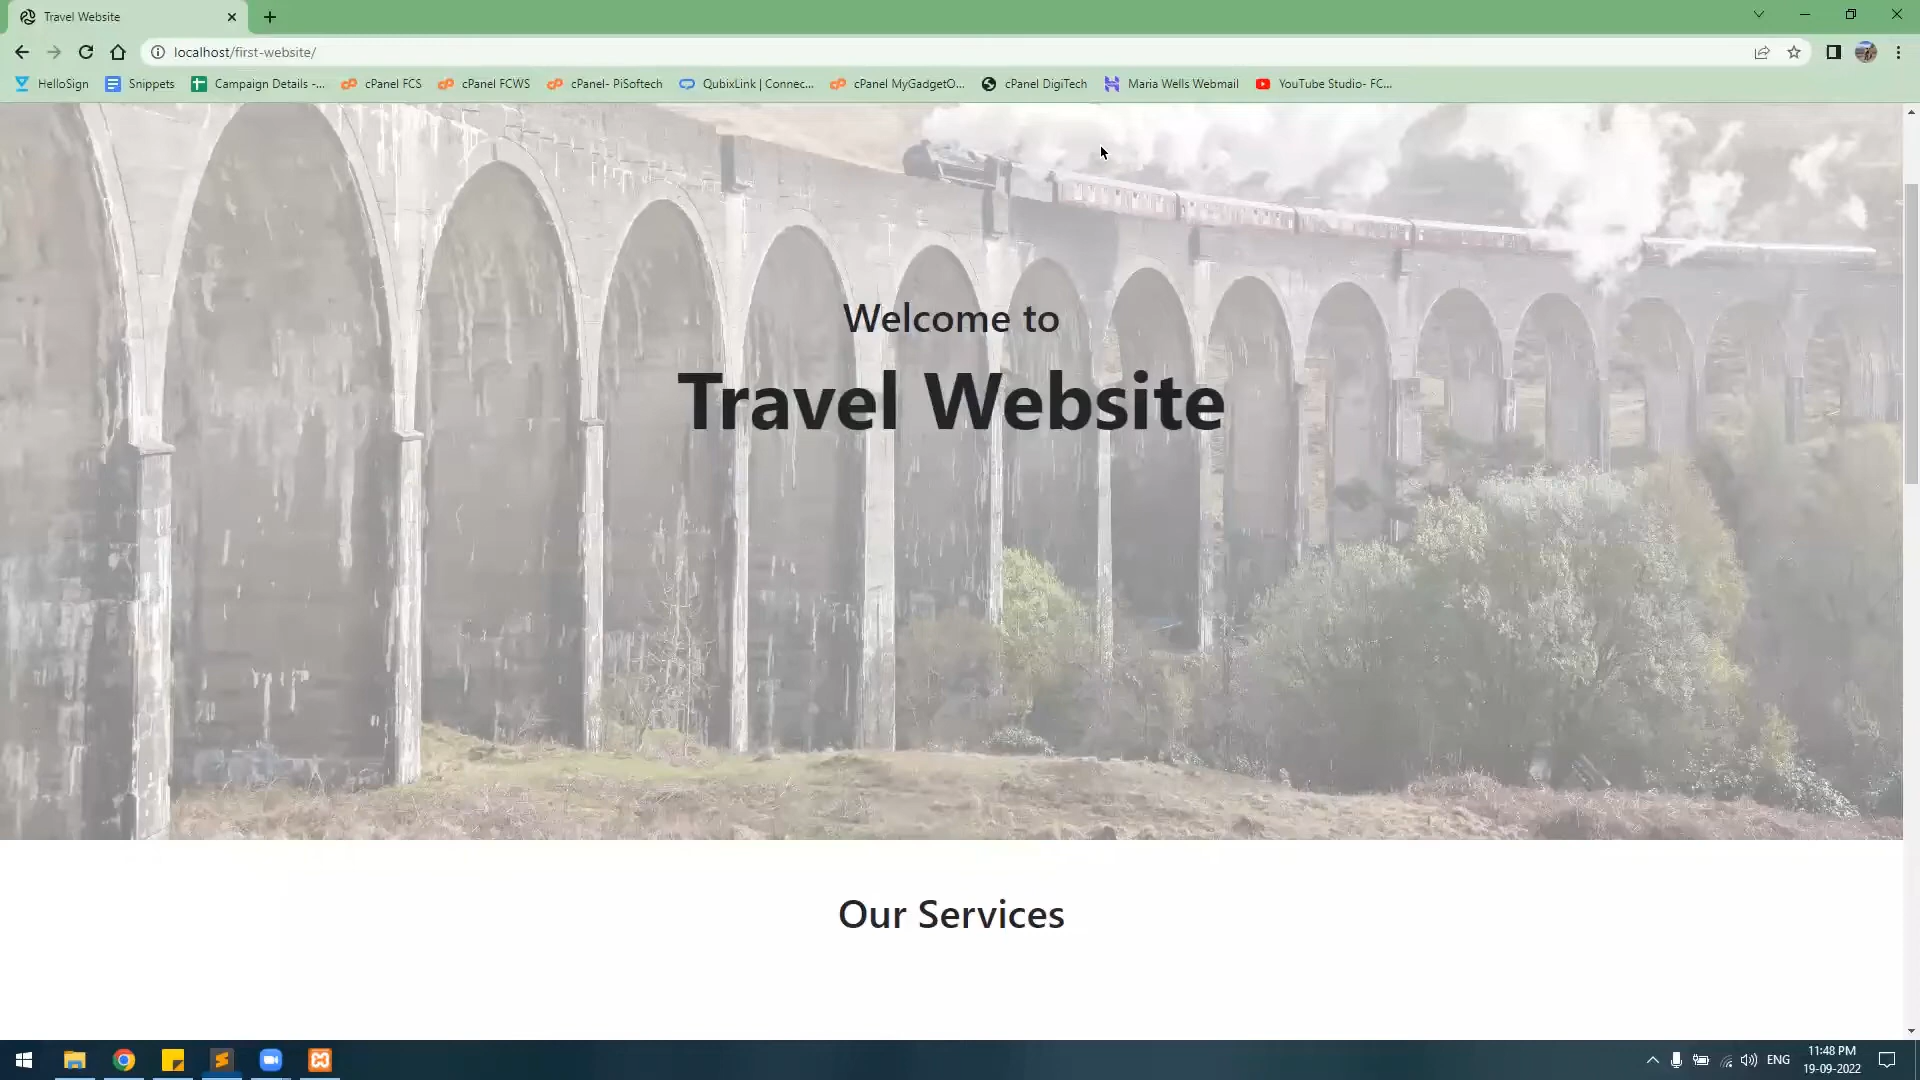 Travel Website
localhost/first-website/
HelloSign
Snippets
Campaign Details -...
cPanel FCS
cPanel FCWS
cPanel- PiSoftech
QubixLink | Connec...
cPanel MyGadgetO...
cPanel DigiTech
Maria Wells Webmail
YouTube Studio- FC...
Welcome to
Travel Website
Our Services
ENG
11:48 PM
19-09-2022